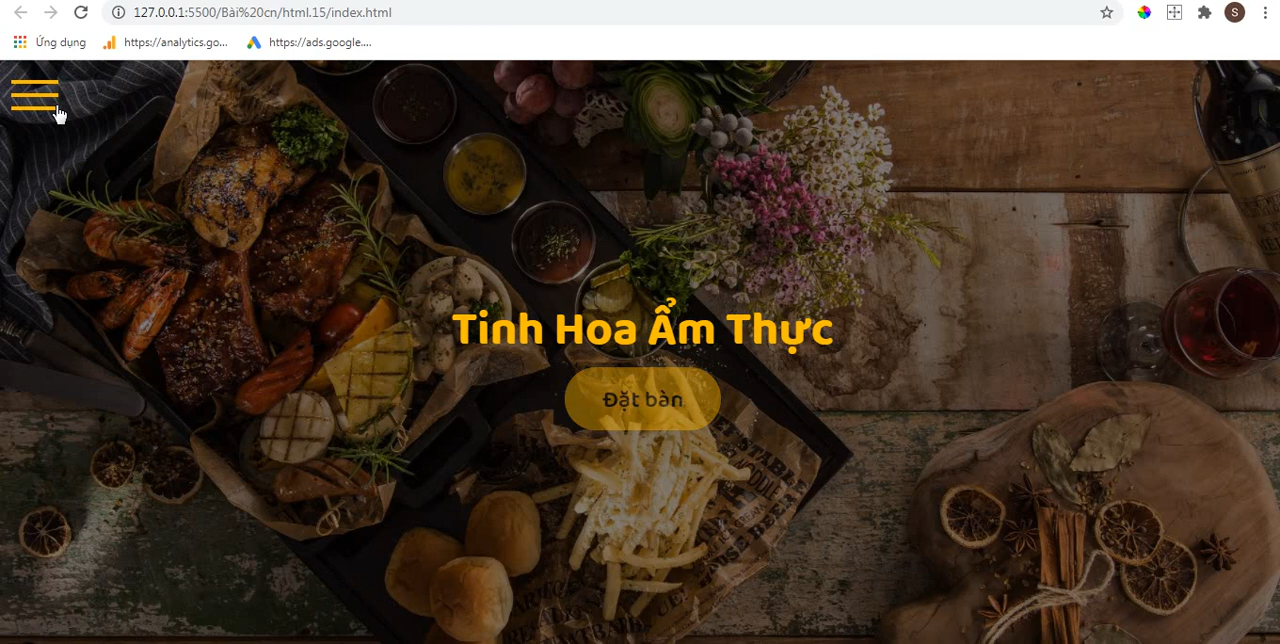 127.0.0.1:5500/Bài%20cn/html.15/index.html
S
Ứng dụng
https://analytics.go...
https://ads.google....
Tinh Hoa Ẩm Thực
Đặt bàn